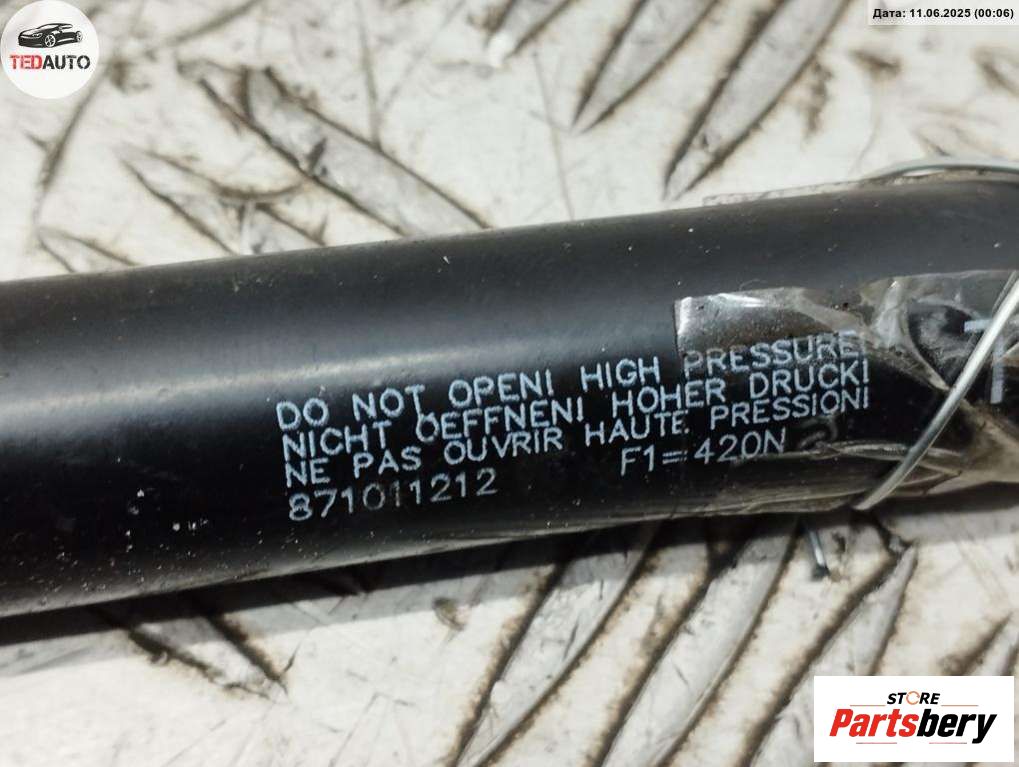 TEDAUTO
Дата: 11.06.2025 (00:06)
DO NOT OPEN! HIGH PRESSURE!
NICHT OEFFNEN! HOHER DRUCK!
NE PAS OUVRIR HAUTE PRESSION!
871011212 F1=420N
STORE
Partsbery